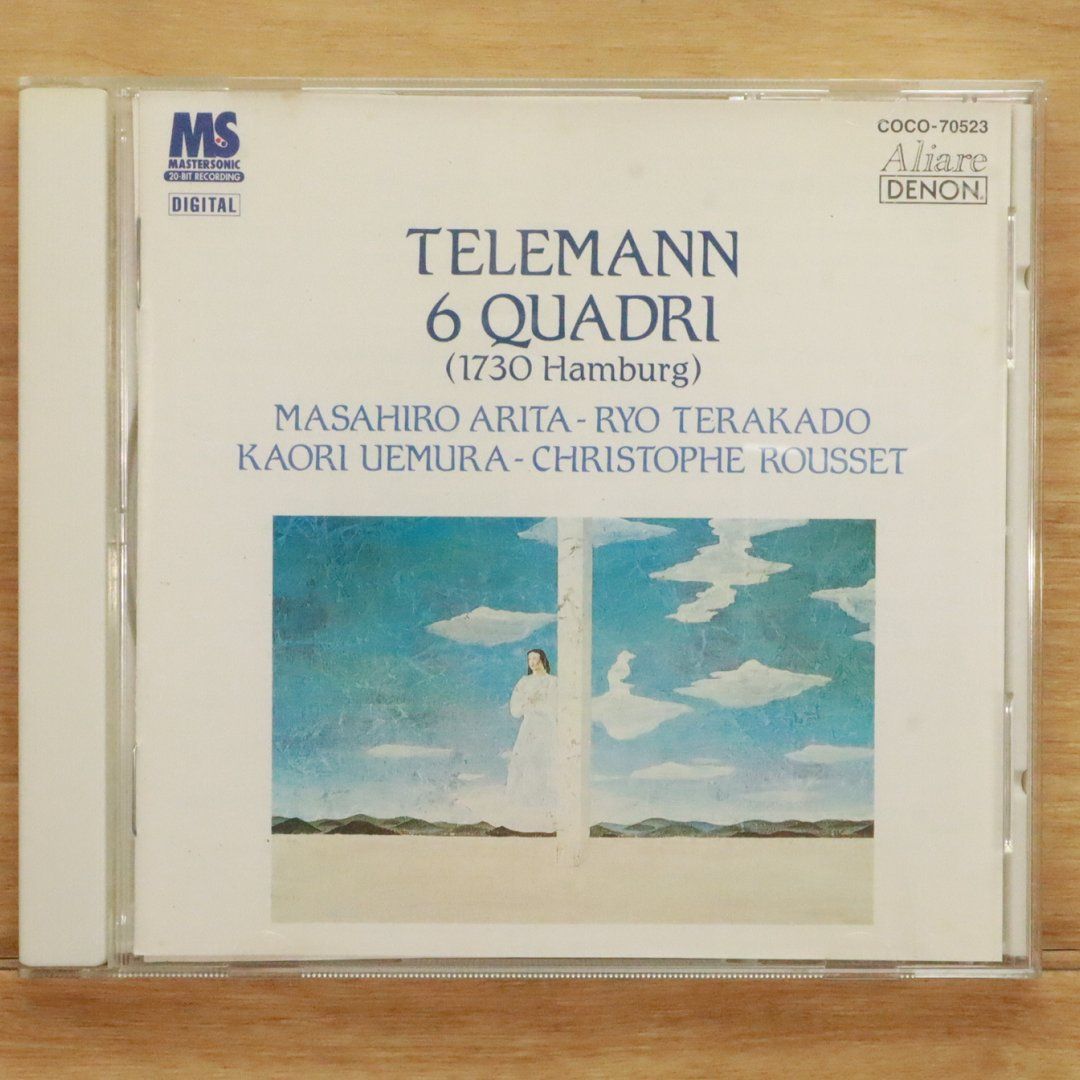 MS
MASTERSONIC
20-BIT RECORDING
DIGITAL
COCO-70523
Aliare
DENON
TELEMANN
6 QUADRI
(1730 Hamburg)
MASAHIRO ARITA - RYO TERAKADO
KAORI UEMURA - CHRISTOPHE ROUSSET